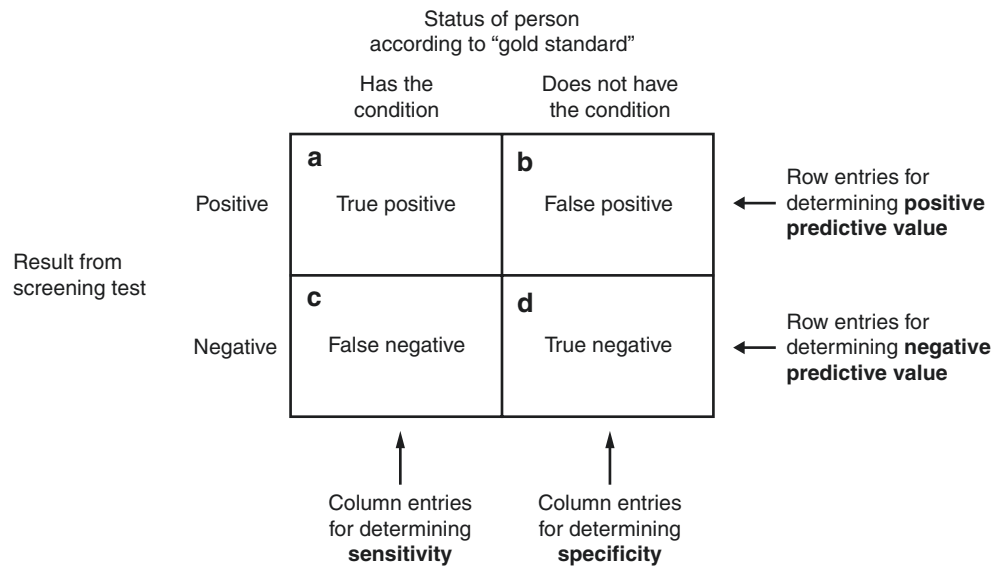 Status of person
according to “gold standard”
Has the
condition
Does not have
the condition
a
b
Positive
True positive
False positive
Row entries for
determining positive
predictive value
Result from
screening test
c
d
Negative
False negative
True negative
Row entries for
determining negative
predictive value
Column entries
for determining
sensitivity
Column entries
for determining
specificity